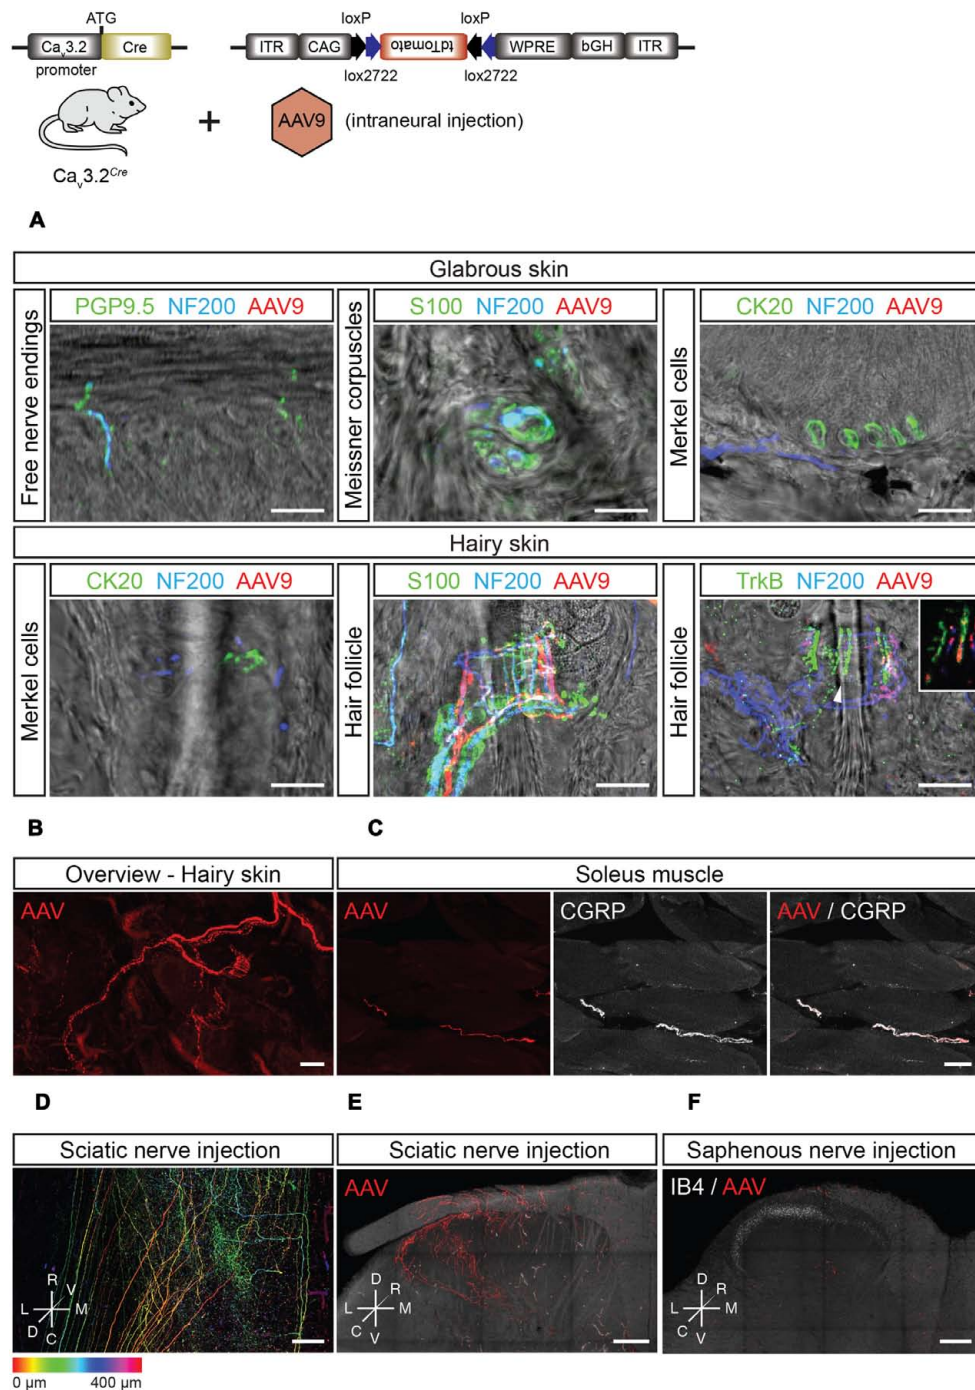 ATG
loxP
loxP
Caᵥ3.2
Cre
ITR
CAG
tdTomato
WPRE
bGH
ITR
promoter
lox2722
lox2722
+
AAV9
(intraneural injection)
Caᵥ3.2ᶜʳᵉ
A
Glabrous skin
Free nerve endings
PGP9.5 NF200 AAV9
Meissner corpuscles
S100 NF200 AAV9
Merkel cells
CK20 NF200 AAV9
Hairy skin
Merkel cells
CK20 NF200 AAV9
Hair follicle
S100 NF200 AAV9
Hair follicle
TrkB NF200 AAV9
B
C
Overview - Hairy skin
Soleus muscle
AAV
AAV
CGRP
AAV / CGRP
D
E
F
Sciatic nerve injection
Sciatic nerve injection
Saphenous nerve injection
AAV
IB4 / AAV
R
V
L
M
D
C
D
R
L
M
C
V
D
R
L
M
C
V
0 µm
400 µm